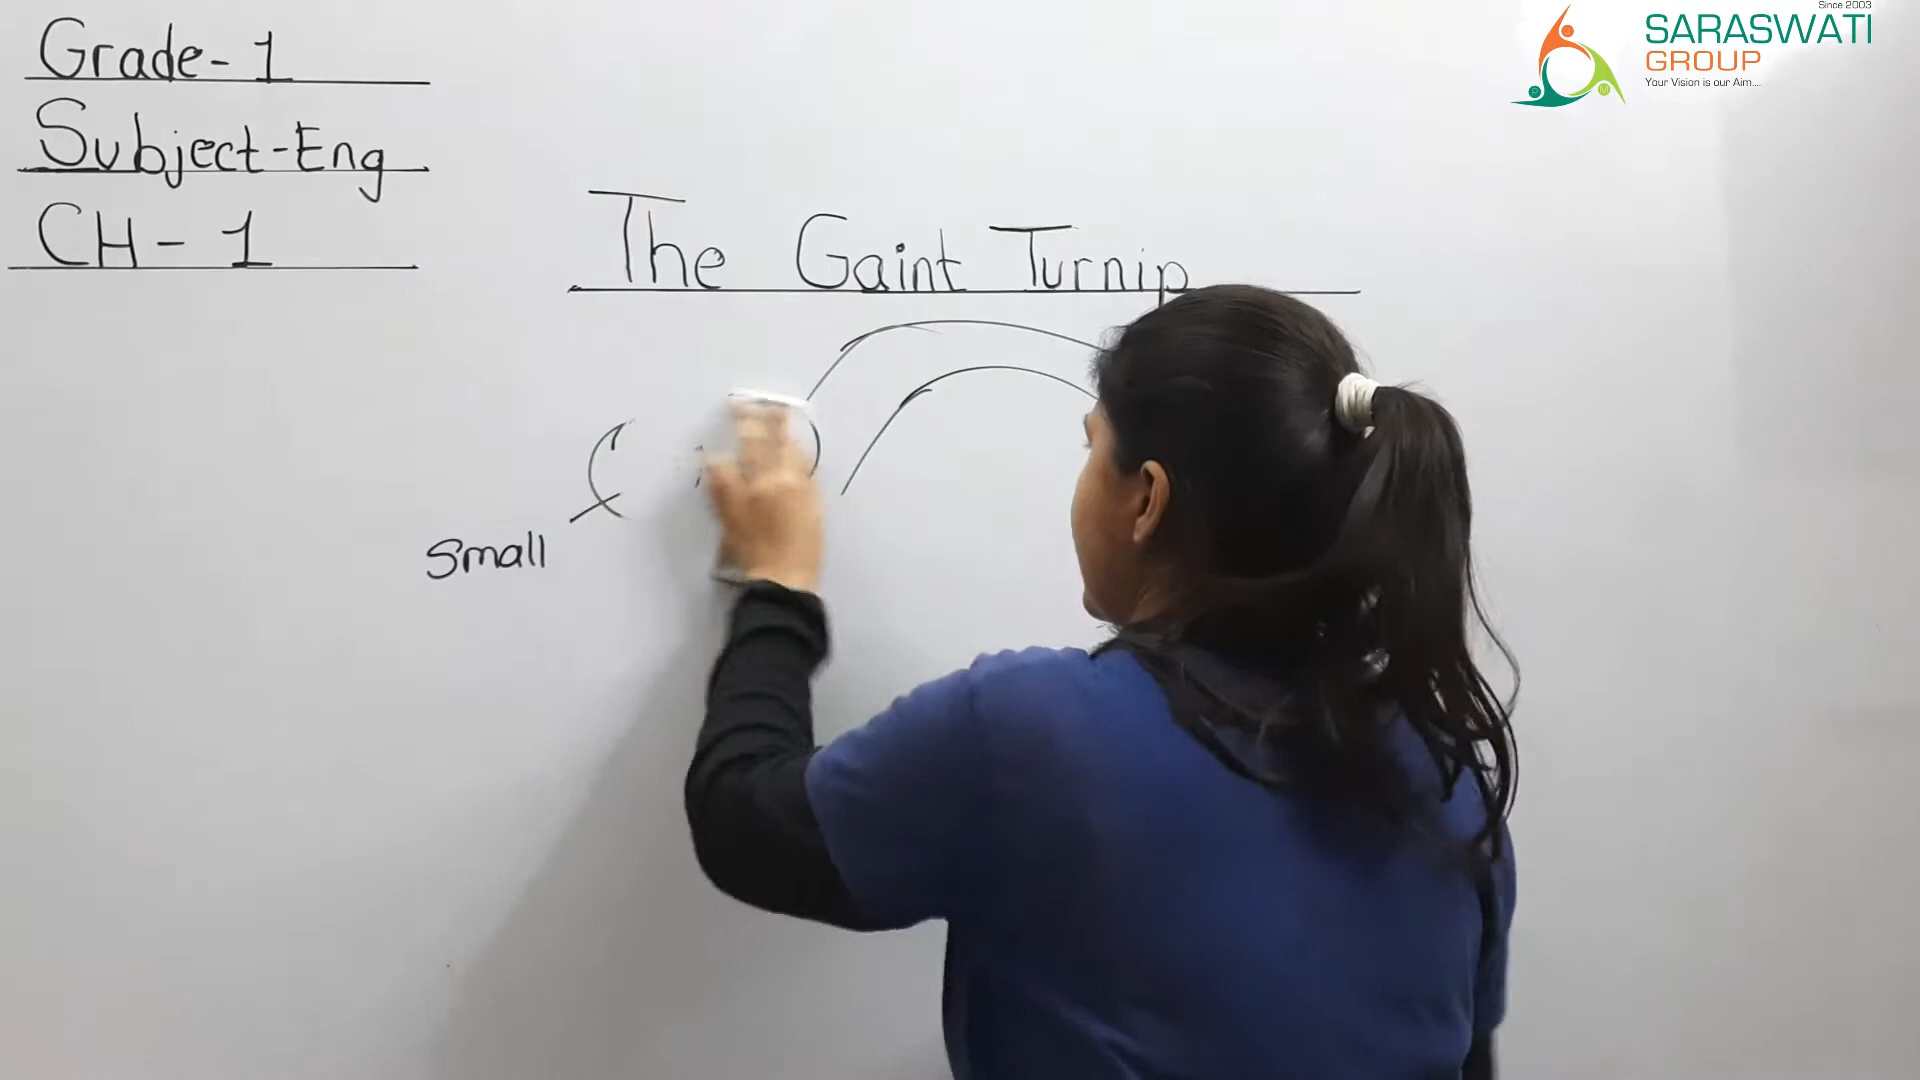 Grade-1
Subject-Eng
CH-1
The Gaint Turnip
Small
Since 2003
SARASWATI
GROUP
Your Vision is our Aim....
P
M